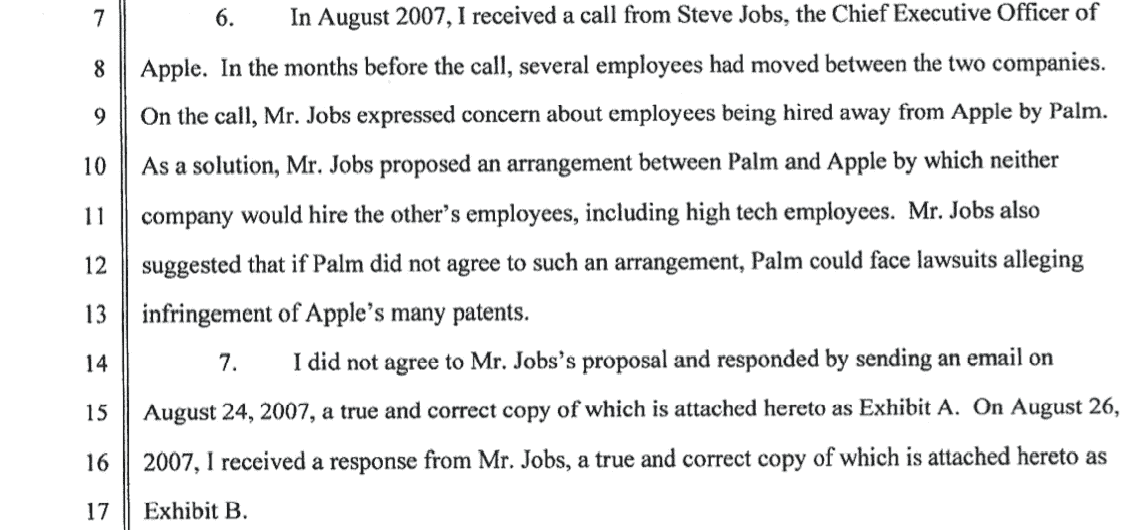 7 6. In August 2007, I received a call from Steve Jobs, the Chief Executive Officer of
8 Apple. In the months before the call, several employees had moved between the two companies.
9 On the call, Mr. Jobs expressed concern about employees being hired away from Apple by Palm.
10 As a solution, Mr. Jobs proposed an arrangement between Palm and Apple by which neither
11 company would hire the other's employees, including high tech employees. Mr. Jobs also
12 suggested that if Palm did not agree to such an arrangement, Palm could face lawsuits alleging
13 infringement of Apple's many patents.
14 7. I did not agree to Mr. Jobs's proposal and responded by sending an email on
15 August 24, 2007, a true and correct copy of which is attached hereto as Exhibit A. On August 26,
16 2007, I received a response from Mr. Jobs, a true and correct copy of which is attached hereto as
17 Exhibit B.